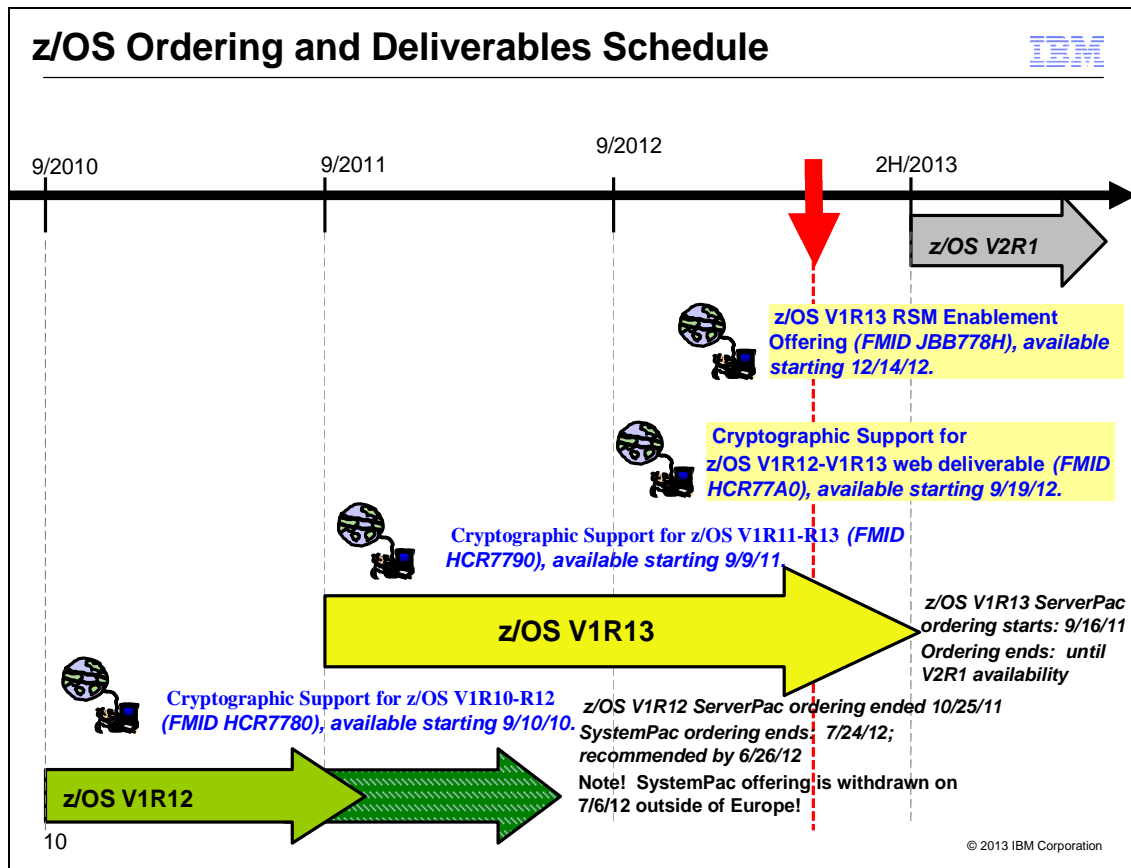 z/OS Ordering and Deliverables Schedule
IBM
9/2010
9/2011
9/2012
2H/2013
z/OS V2R1
z/OS V1R13 RSM Enablement
Offering (FMID JBB778H), available
starting 12/14/12.
Cryptographic Support for
z/OS V1R12-V1R13 web deliverable (FMID
HCR77A0), available starting 9/19/12.
Cryptographic Support for z/OS V1R11-R13 (FMID
HCR7790), available starting 9/9/11.
z/OS V1R13
z/OS V1R13 ServerPac
ordering starts: 9/16/11
Ordering ends: until
V2R1 availability
Cryptographic Support for z/OS V1R10-R12
(FMID HCR7780), available starting 9/10/10.
z/OS V1R12 ServerPac ordering ended 10/25/11
SystemPac ordering ends: 7/24/12;
recommended by 6/26/12
Note! SystemPac offering is withdrawn on
7/6/12 outside of Europe!
z/OS V1R12
10
© 2013 IBM Corporation